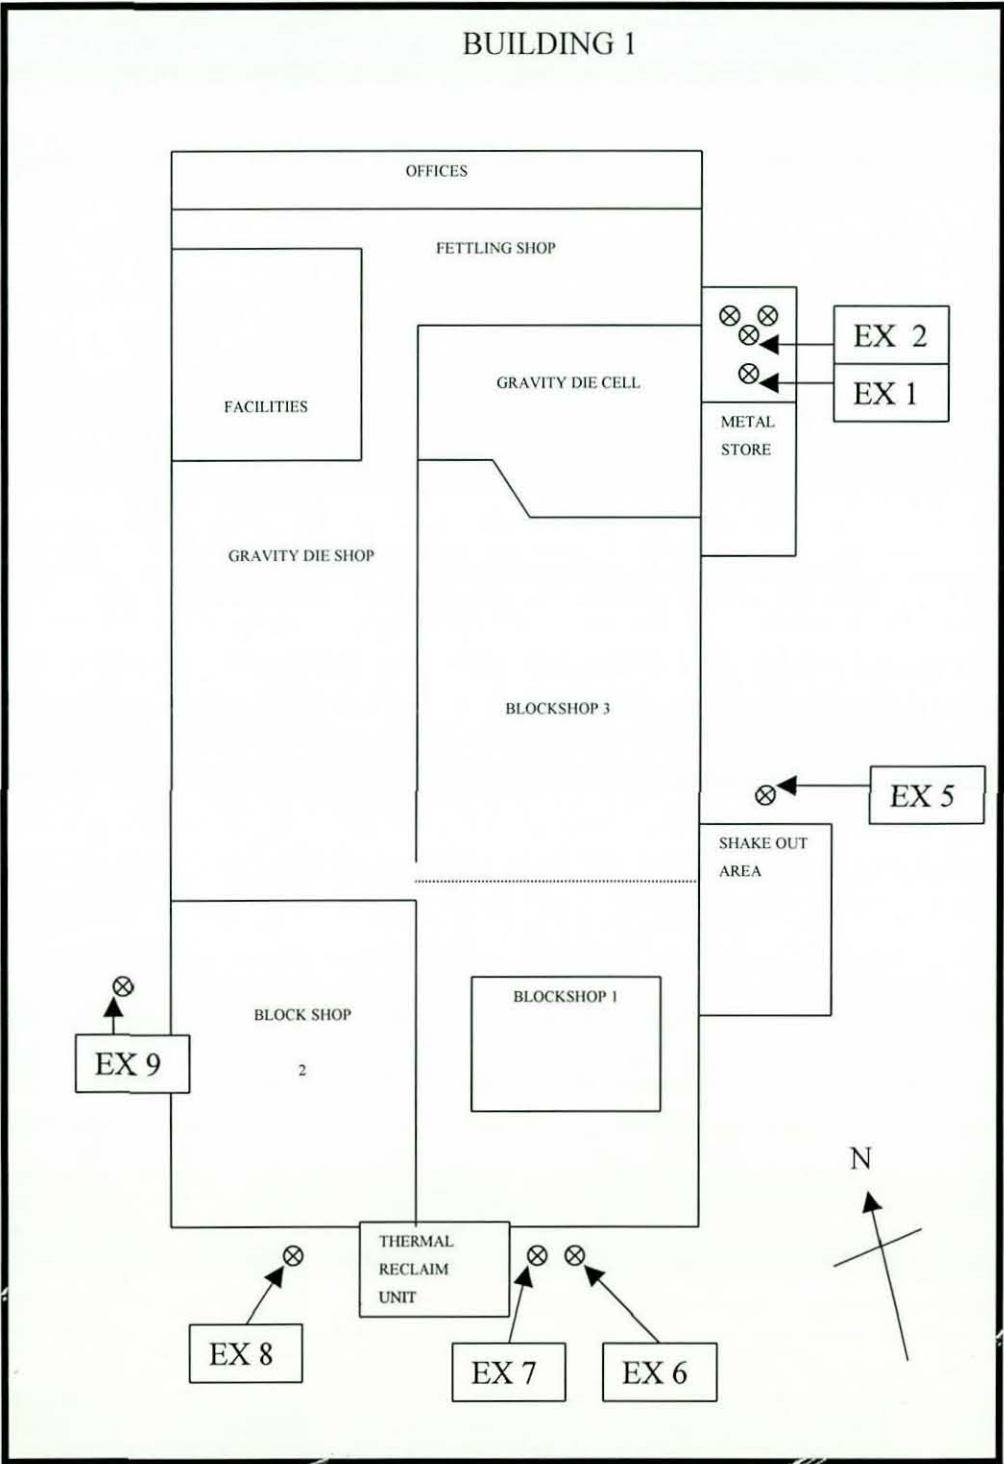 BUILDING 1
OFFICES
FETTLING SHOP
EX 2
GRAVITY DIE CELL
EX 1
FACILITIES
METAL
STORE
GRAVITY DIE SHOP
BLOCKSHOP 3
EX 5
SHAKE OUT
AREA
BLOCKSHOP 1
BLOCK SHOP
2
EX 9
N
THERMAL
RECLAIM
UNIT
EX 8
EX 7
EX 6